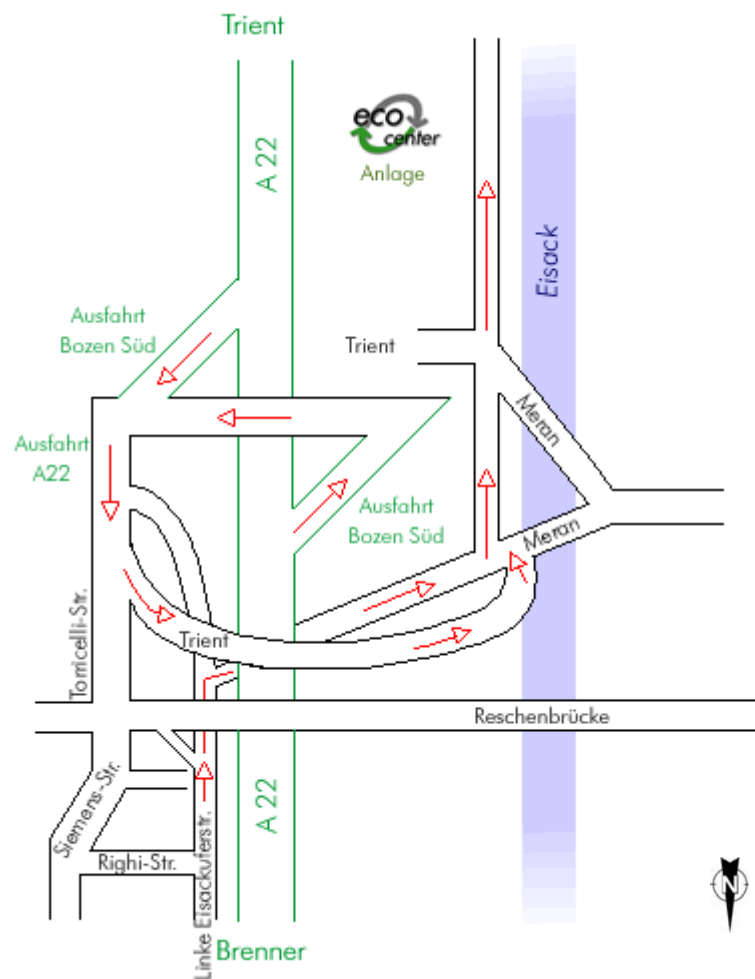 Trient
A 22
eco
center
Anlage
Eisack
Ausfahrt
Bozen Süd
Trient
Meran
Ausfahrt
A22
Ausfahrt
Bozen Süd
Meran
Torricelli-Str.
Trient
Reschenbrücke
Siemens-Str.
A 22
Righi-Str.
Linke Eisackuferstr.
N
Brenner